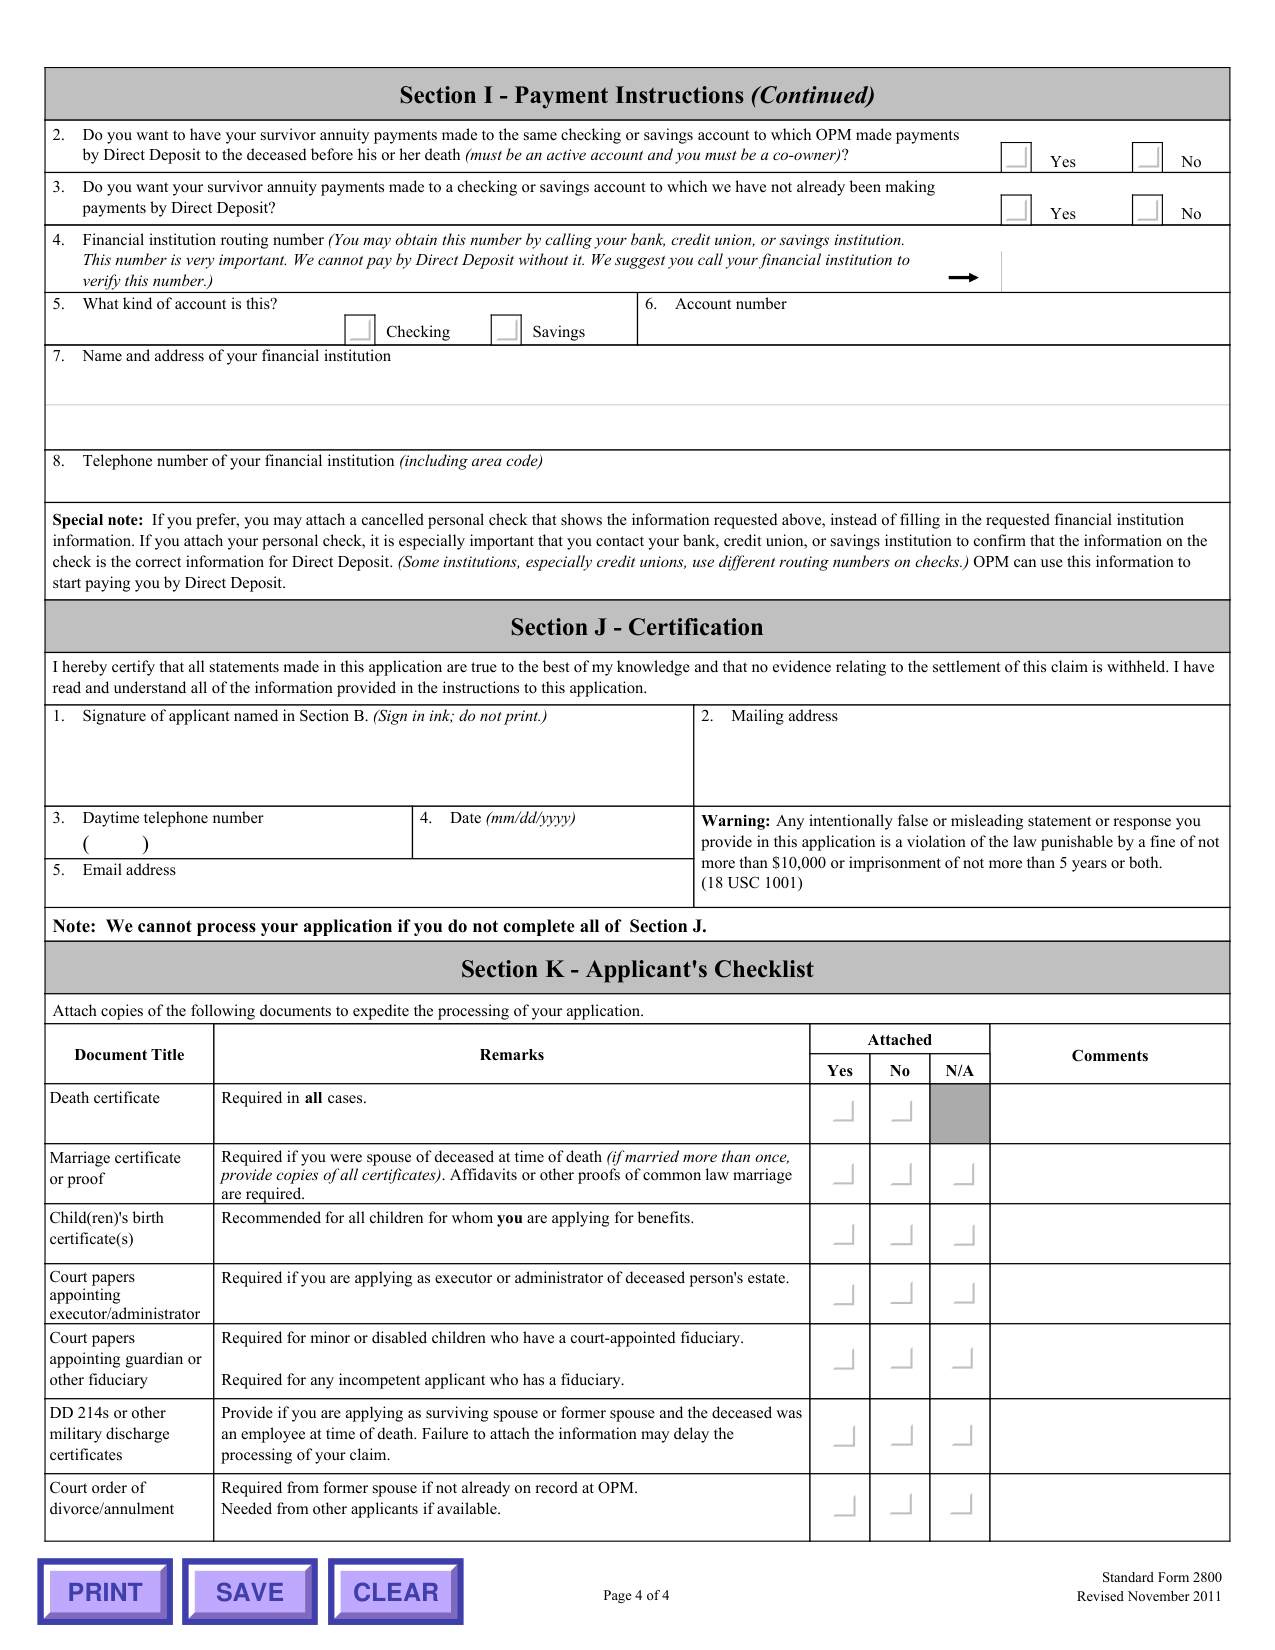 Section I - Payment Instructions (Continued)
2. Do you want to have your survivor annuity payments made to the same checking or savings account to which OPM made payments
by Direct Deposit to the deceased before his or her death (must be an active account and you must be a co-owner)?
Yes No
3. Do you want your survivor annuity payments made to a checking or savings account to which we have not already been making
payments by Direct Deposit?
Yes No
4. Financial institution routing number (You may obtain this number by calling your bank, credit union, or savings institution.
This number is very important. We cannot pay by Direct Deposit without it. We suggest you call your financial institution to
verify this number.)
5. What kind of account is this?
Checking Savings
6. Account number
7. Name and address of your financial institution
8. Telephone number of your financial institution (including area code)
Special note: If you prefer, you may attach a cancelled personal check that shows the information requested above, instead of filling in the requested financial institution
information. If you attach your personal check, it is especially important that you contact your bank, credit union, or savings institution to confirm that the information on the
check is the correct information for Direct Deposit. (Some institutions, especially credit unions, use different routing numbers on checks.) OPM can use this information to
start paying you by Direct Deposit.
Section J - Certification
I hereby certify that all statements made in this application are true to the best of my knowledge and that no evidence relating to the settlement of this claim is withheld. I have
read and understand all of the information provided in the instructions to this application.
1. Signature of applicant named in Section B. (Sign in ink; do not print.)
2. Mailing address
3. Daytime telephone number
( )
4. Date (mm/dd/yyyy)
5. Email address
Warning: Any intentionally false or misleading statement or response you
provide in this application is a violation of the law punishable by a fine of not
more than $10,000 or imprisonment of not more than 5 years or both.
(18 USC 1001)
Note: We cannot process your application if you do not complete all of Section J.
Section K - Applicant's Checklist
Attach copies of the following documents to expedite the processing of your application.
Document Title
Remarks
Attached
Yes No N/A
Comments
Death certificate
Required in all cases.
Marriage certificate
or proof
Required if you were spouse of deceased at time of death (if married more than once,
provide copies of all certificates). Affidavits or other proofs of common law marriage
are required.
Child(ren)'s birth
certificate(s)
Recommended for all children for whom you are applying for benefits.
Court papers
appointing
executor/administrator
Required if you are applying as executor or administrator of deceased person's estate.
Court papers
appointing guardian or
other fiduciary
Required for minor or disabled children who have a court-appointed fiduciary.
Required for any incompetent applicant who has a fiduciary.
DD 214s or other
military discharge
certificates
Provide if you are applying as surviving spouse or former spouse and the deceased was
an employee at time of death. Failure to attach the information may delay the
processing of your claim.
Court order of
divorce/annulment
Required from former spouse if not already on record at OPM.
Needed from other applicants if available.
PRINT SAVE CLEAR
Page 4 of 4
Standard Form 2800
Revised November 2011